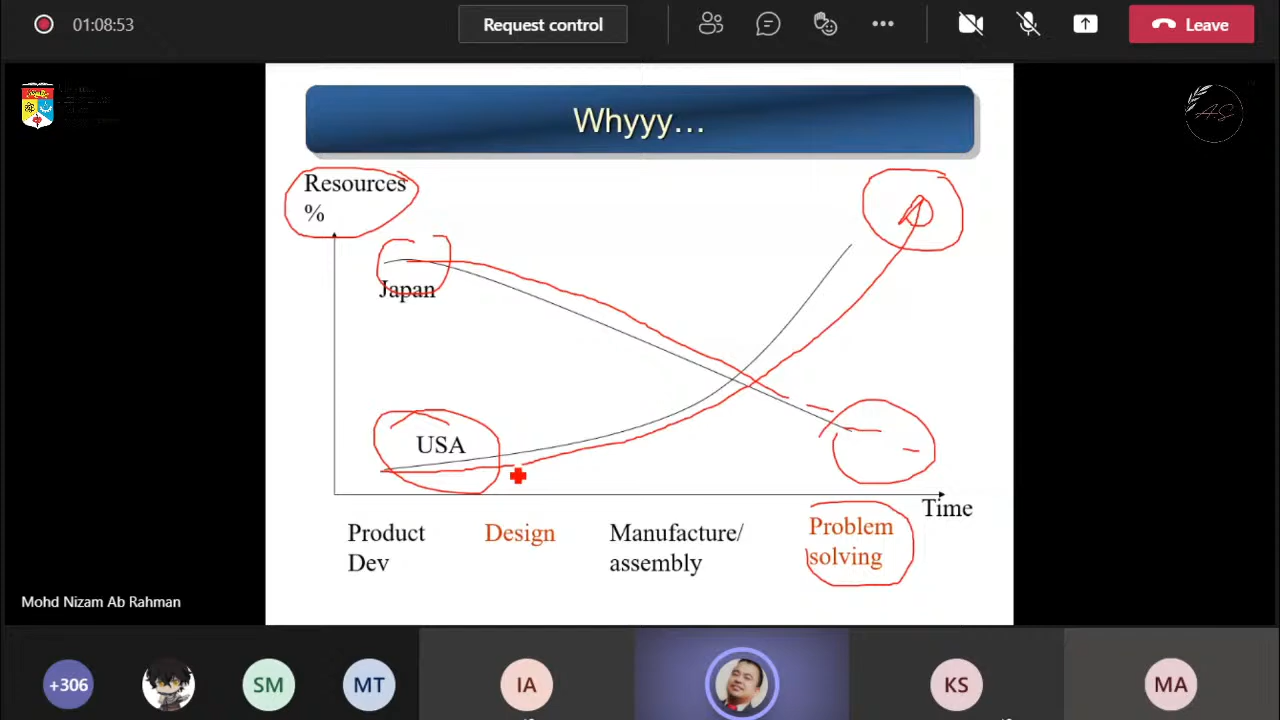 01:08:53
Request control
Leave
Whyyy...
Resources
%
Japan
USA
Time
Product
Dev
Design
Manufacture/
assembly
Problem
solving
Mohd Nizam Ab Rahman
AS
+306
SM
MT
IA
KS
MA